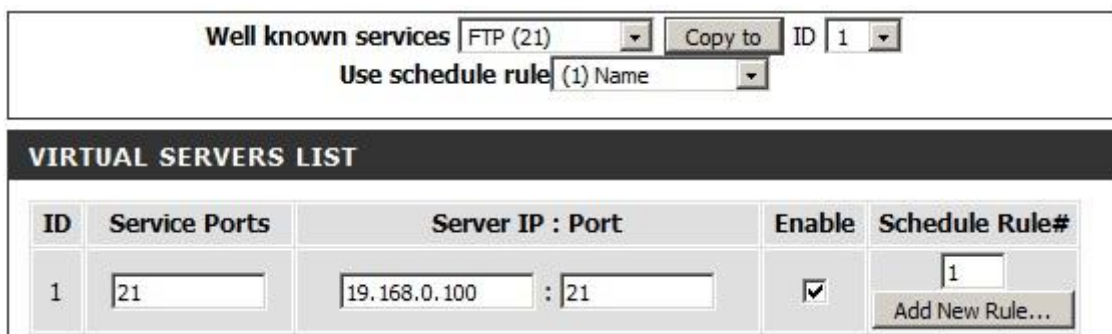 Well known services FTP (21) Copy to ID 1
Use schedule rule (1) Name
VIRTUAL SERVERS LIST
ID Service Ports Server IP : Port Enable Schedule Rule#
1 21 19.168.0.100 : 21 1
Add New Rule...